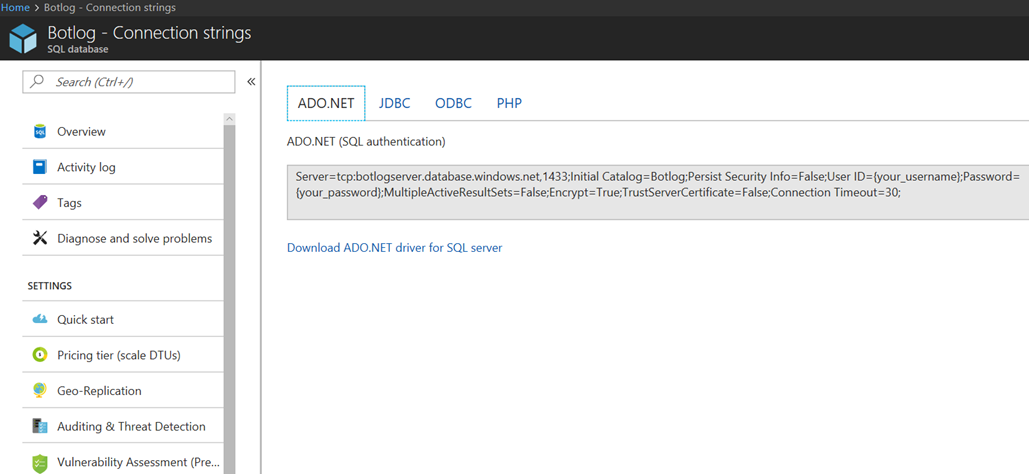 Home > Botlog - Connection strings
Botlog - Connection strings
SQL database
Search (Ctrl+/)
«
Overview
Activity log
Tags
Diagnose and solve problems
SETTINGS
Quick start
Pricing tier (scale DTUs)
Geo-Replication
Auditing & Threat Detection
Vulnerability Assessment (Pre...
ADO.NET JDBC ODBC PHP
ADO.NET (SQL authentication)
Server=tcp:botlogserver.database.windows.net,1433;Initial Catalog=Botlog;Persist Security Info=False;User ID={your_username};Password=
{your_password};MultipleActiveResultSets=False;Encrypt=True;TrustServerCertificate=False;Connection Timeout=30;
Download ADO.NET driver for SQL server